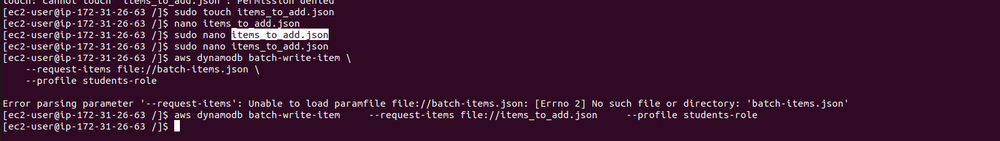 touch: cannot touch 'items_to_add.json': Permission denied
[ec2-user@ip-172-31-26-63 /]$ sudo touch items_to_add.json
[ec2-user@ip-172-31-26-63 /]$ nano items_to_add.json
[ec2-user@ip-172-31-26-63 /]$ sudo nano items_to_add.json
[ec2-user@ip-172-31-26-63 /]$ sudo nano items_to_add.json
[ec2-user@ip-172-31-26-63 /]$ aws dynamodb batch-write-item \
    --request-items file://batch-items.json \
    --profile students-role

Error parsing parameter '--request-items': Unable to load paramfile file://batch-items.json: [Errno 2] No such file or directory: 'batch-items.json'
[ec2-user@ip-172-31-26-63 /]$ aws dynamodb batch-write-item     --request-items file://items_to_add.json     --profile students-role
[ec2-user@ip-172-31-26-63 /]$